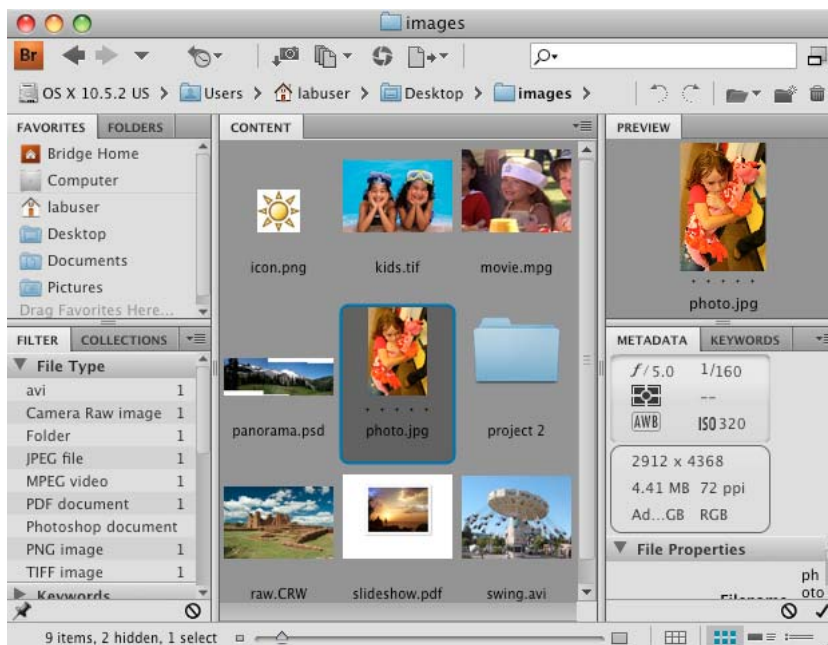 images
Br
OS X 10.5.2 US > Users > labuser > Desktop > images >
FAVORITES FOLDERS
Bridge Home
Computer
labuser
Desktop
Documents
Pictures
Drag Favorites Here...
FILTER COLLECTIONS
File Type
avi 1
Camera Raw image 1
Folder 1
JPEG file 1
MPEG video 1
PDF document 1
Photoshop document
PNG image 1
TIFF image 1
Keywords
CONTENT
icon.png
kids.tif
movie.mpg
panorama.psd
photo.jpg
project 2
raw.CRW
slideshow.pdf
swing.avi
PREVIEW
photo.jpg
METADATA KEYWORDS
f/5.0 1/160
--
AWB ISO 320
2912 x 4368
4.41 MB 72 ppi
Ad...GB RGB
File Properties
ph
Filename oto
9 items, 2 hidden, 1 select